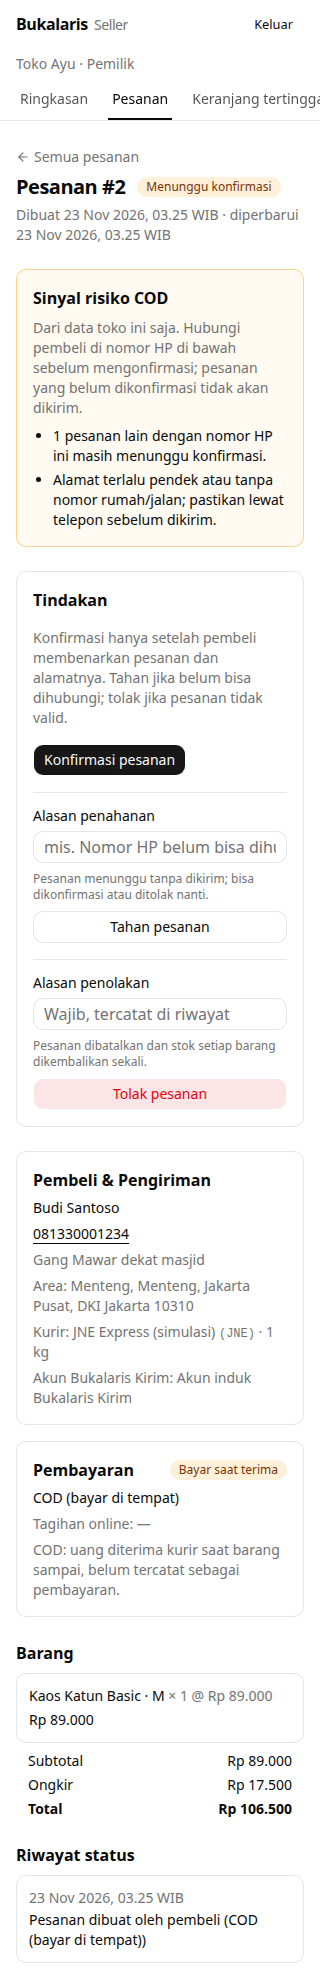 Bukalaris Seller
Keluar
Toko Ayu · Pemilik
Ringkasan
Pesanan
Keranjang tertingga
← Semua pesanan
Pesanan #2
Menunggu konfirmasi
Dibuat 23 Nov 2026, 03.25 WIB · diperbarui
23 Nov 2026, 03.25 WIB
Sinyal risiko COD
Dari data toko ini saja. Hubungi
pembeli di nomor HP di bawah
sebelum mengonfirmasi; pesanan
yang belum dikonfirmasi tidak akan
dikirim.
• 1 pesanan lain dengan nomor HP
ini masih menunggu konfirmasi.
• Alamat terlalu pendek atau tanpa
nomor rumah/jalan; pastikan lewat
telepon sebelum dikirim.
Tindakan
Konfirmasi hanya setelah pembeli
membenarkan pesanan dan
alamatnya. Tahan jika belum bisa
dihubungi; tolak jika pesanan tidak
valid.
Konfirmasi pesanan
Alasan penahanan
mis. Nomor HP belum bisa dihu
Pesanan menunggu tanpa dikirim; bisa
dikonfirmasi atau ditolak nanti.
Tahan pesanan
Alasan penolakan
Wajib, tercatat di riwayat
Pesanan dibatalkan dan stok setiap barang
dikembalikan sekali.
Tolak pesanan
Pembeli & Pengiriman
Budi Santoso
081330001234
Gang Mawar dekat masjid
Area: Menteng, Menteng, Jakarta
Pusat, DKI Jakarta 10310
Kurir: JNE Express (simulasi) (JNE) · 1
kg
Akun Bukalaris Kirim: Akun induk
Bukalaris Kirim
Pembayaran
Bayar saat terima
COD (bayar di tempat)
Tagihan online: —
COD: uang diterima kurir saat barang
sampai, belum tercatat sebagai
pembayaran.
Barang
Kaos Katun Basic · M × 1 @ Rp 89.000
Rp 89.000
Subtotal Rp 89.000
Ongkir Rp 17.500
Total Rp 106.500
Riwayat status
23 Nov 2026, 03.25 WIB
Pesanan dibuat oleh pembeli (COD
(bayar di tempat))